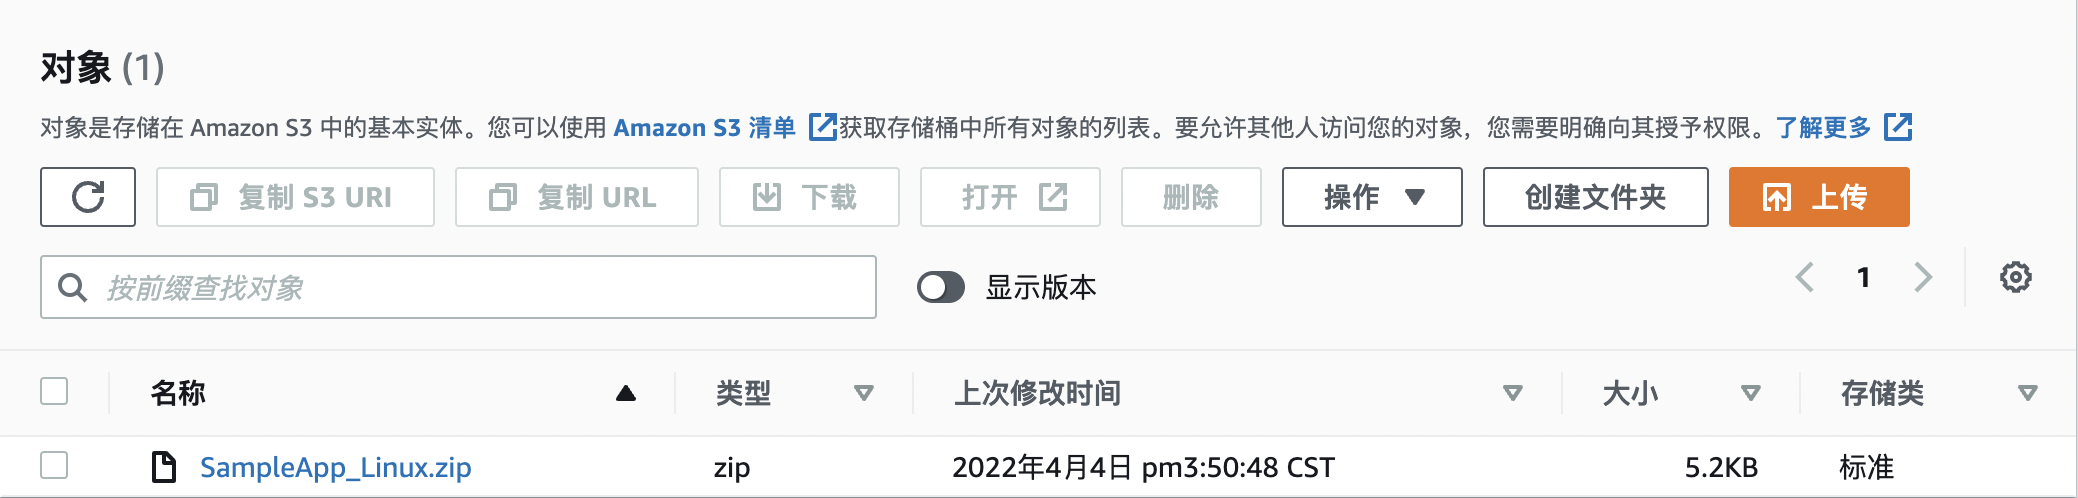 对象 (1)
对象是存储在 Amazon S3 中的基本实体。您可以使用 Amazon S3 清单 获取存储桶中所有对象的列表。要允许其他人访问您的对象，您需要明确向其授予权限。了解更多
复制 S3 URI 复制 URL 下载 打开 删除 操作 创建文件夹 上传
按前缀查找对象 显示版本 1
名称 类型 上次修改时间 大小 存储类
SampleApp_Linux.zip zip 2022年4月4日 pm3:50:48 CST 5.2KB 标准